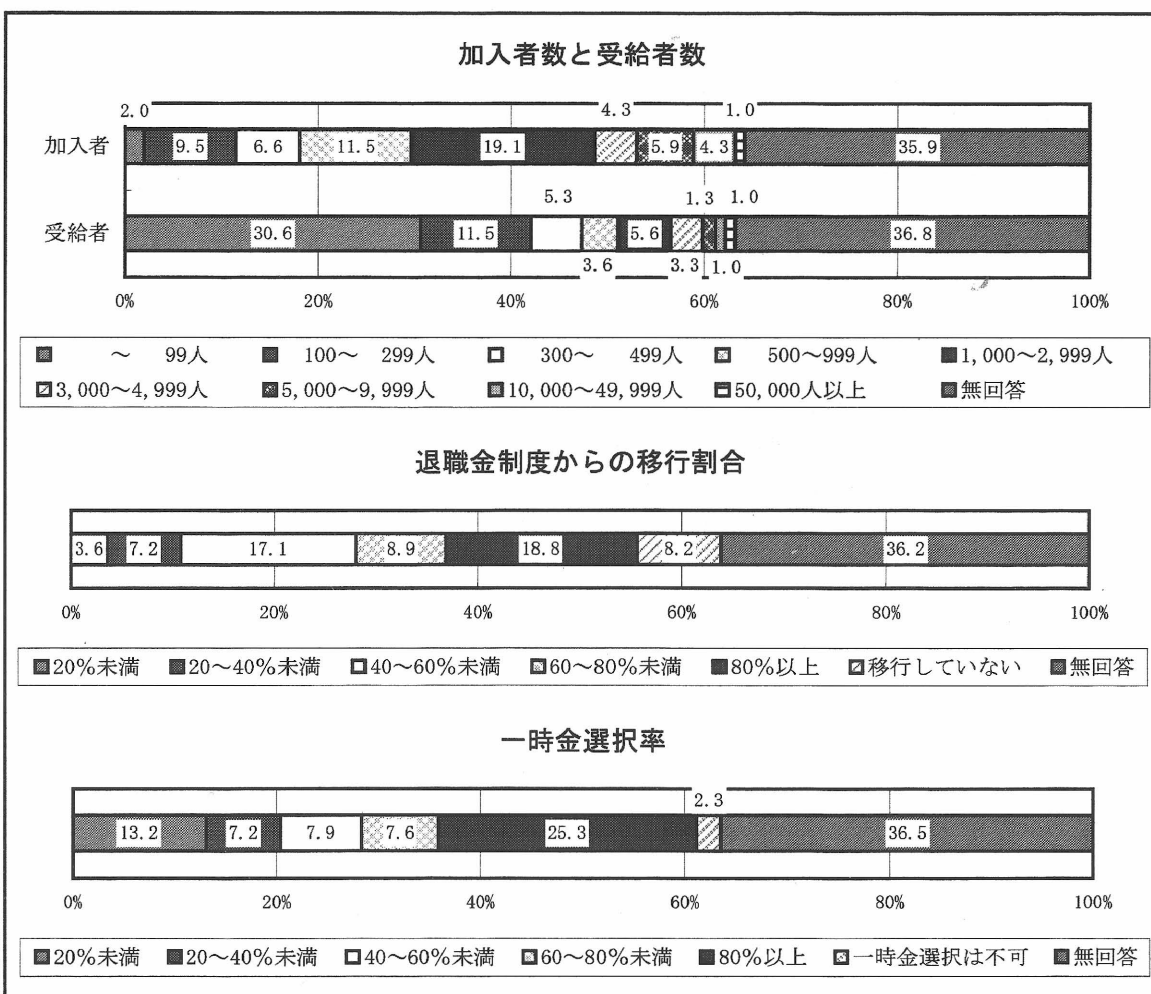 加入者数と受給者数
2.0 4.3 1.0
加入者 9.5 6.6 11.5 19.1 5.9 4.3 35.9
5.3 1.3 1.0
受給者 30.6 11.5 5.6 36.8
3.6 3.3 1.0
0% 20% 40% 60% 80% 100%
～ 99人 100～ 299人 300～ 499人 500～999人 1,000～2,999人
3,000～4,999人 5,000～9,999人 10,000～49,999人 50,000人以上 無回答
退職金制度からの移行割合
3.6 7.2 17.1 8.9 18.8 8.2 36.2
0% 20% 40% 60% 80% 100%
20%未満 20～40%未満 40～60%未満 60～80%未満 80%以上 移行していない 無回答
一時金選択率
2.3
13.2 7.2 7.9 7.6 25.3 36.5
0% 20% 40% 60% 80% 100%
20%未満 20～40%未満 40～60%未満 60～80%未満 80%以上 一時金選択は不可 無回答